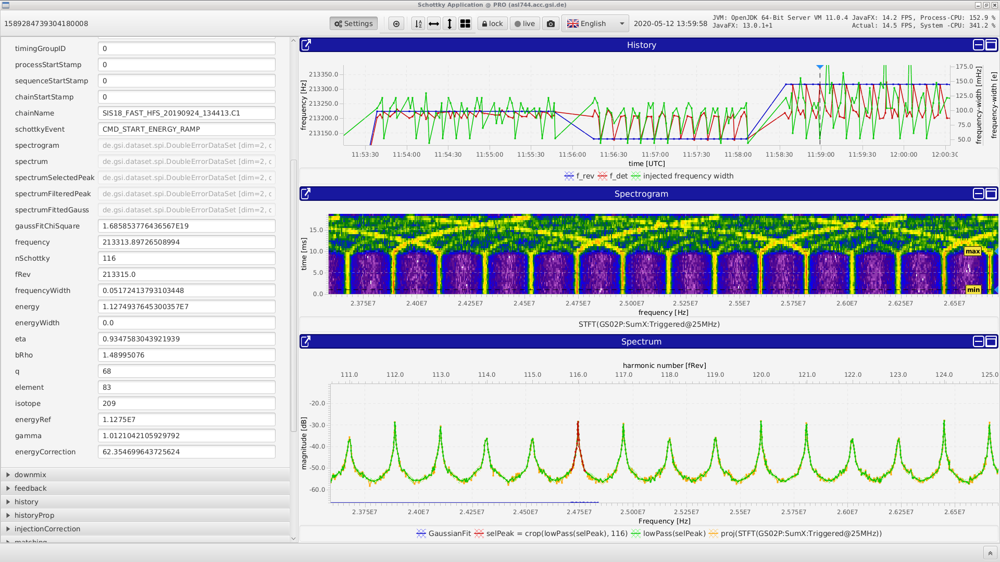 Schottky Application @ PRO (asl744.acc.gsi.de)
1589284739304180008
Settings
lock
live
English
2020-05-12 13:59:58
JVM: OpenJDK 64-Bit Server VM 11.0.4 JavaFX: 14.2 FPS, Process-CPU: 152.9 %
JavaFX: 13.0.1+1 Actual: 14.5 FPS, System -CPU: 341.2 %
timingGroupID 0
processStartStamp 0
sequenceStartStamp 0
chainStartStamp 0
chainName SIS18_FAST_HFS_20190924_134413.C1
schottkyEvent CMD_START_ENERGY_RAMP
spectrogram de.gsi.dataset.spi.DoubleErrorDataSet [dim=2, c
spectrum de.gsi.dataset.spi.DoubleErrorDataSet [dim=2, c
spectrumSelectedPeak de.gsi.dataset.spi.DoubleErrorDataSet [dim=2, c
spectrumFilteredPeak de.gsi.dataset.spi.DoubleErrorDataSet [dim=2, c
spectrumFittedGauss de.gsi.dataset.spi.DoubleErrorDataSet [dim=2, c
gaussFitChiSquare 1.685853776436567E19
frequency 213313.89726508994
nSchottky 116
fRev 213315.0
frequencyWidth 0.05172413793103448
energy 1.1274937645300357E7
energyWidth 0.0
eta 0.9347583043921939
bRho 1.48995076
q 68
element 83
isotope 209
energyRef 1.1275E7
gamma 1.0121042105929792
energyCorrection 62.354699643725624
downmix
feedback
history
historyProp
injectionCorrection
matching
History
frequency [Hz]
213350.0
213300.0
213250.0
213200.0
213150.0
175.0
150.0
125.0
100.0
75.0
50.0
frequency-width [mHz]
frequency-width [e]
11:53:30 11:54:00 11:54:30 11:55:00 11:55:30 11:56:00 11:56:30 11:57:00 11:57:30 11:58:00 11:58:30 11:59:00 11:59:30 12:00:00 12:00:30
time [UTC]
f_rev f_det injected frequency width
Spectrogram
time [ms]
15.0
10.0
5.0
0.0
max
min
2.375E7 2.40E7 2.425E7 2.45E7 2.475E7 2.500E7 2.525E7 2.55E7 2.575E7 2.60E7 2.625E7 2.65E7
frequency [Hz]
STFT(GS02P:SumX:Triggered@25MHz)
Spectrum
harmonic number [fRev]
111.0 112.0 113.0 114.0 115.0 116.0 117.0 118.0 119.0 120.0 121.0 122.0 123.0 124.0 125.0
magnitude [dB]
-20.0
-30.0
-40.0
-50.0
-60.0
2.375E7 2.40E7 2.425E7 2.450E7 2.475E7 2.500E7 2.525E7 2.55E7 2.575E7 2.60E7 2.625E7 2.65E7
Frequency [Hz]
GaussianFit selPeak = crop(lowPass(selPeak), 116) lowPass(selPeak) proj(STFT(GS02P:SumX:Triggered@25MHz))